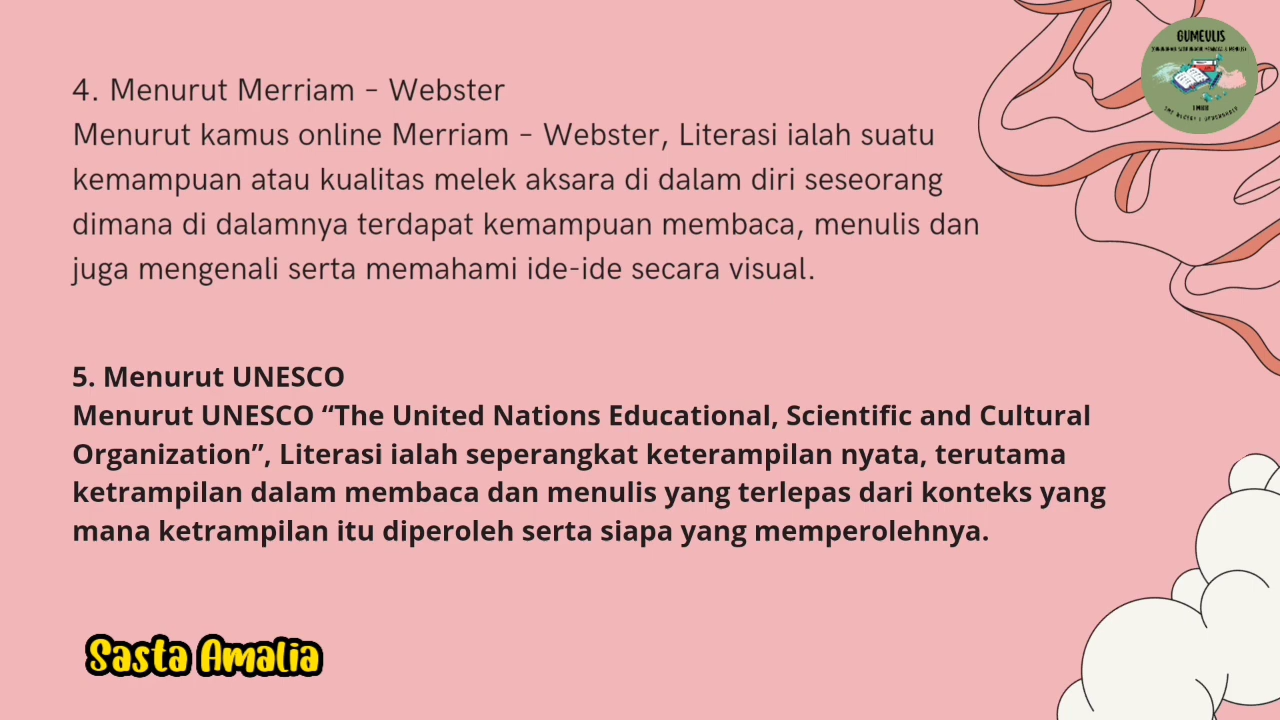 GUMEULIS
4. Menurut Merriam – Webster
Menurut kamus online Merriam – Webster, Literasi ialah suatu
kemampuan atau kualitas melek aksara di dalam diri seseorang
dimana di dalamnya terdapat kemampuan membaca, menulis dan
juga mengenali serta memahami ide-ide secara visual.
5. Menurut UNESCO
Menurut UNESCO “The United Nations Educational, Scientific and Cultural
Organization”, Literasi ialah seperangkat keterampilan nyata, terutama
ketrampilan dalam membaca dan menulis yang terlepas dari konteks yang
mana ketrampilan itu diperoleh serta siapa yang memperolehnya.
Sasta Amalia